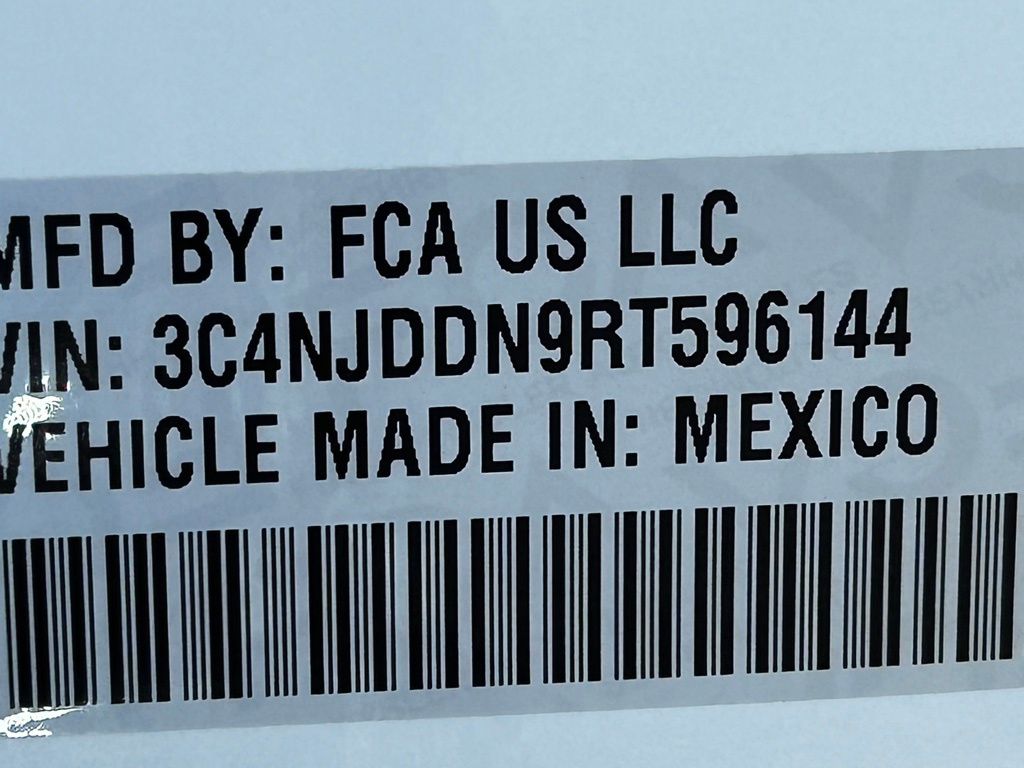 MFD BY: FCA US LLC
VIN: 3C4NJDDN9RT596144
VEHICLE MADE IN: MEXICO